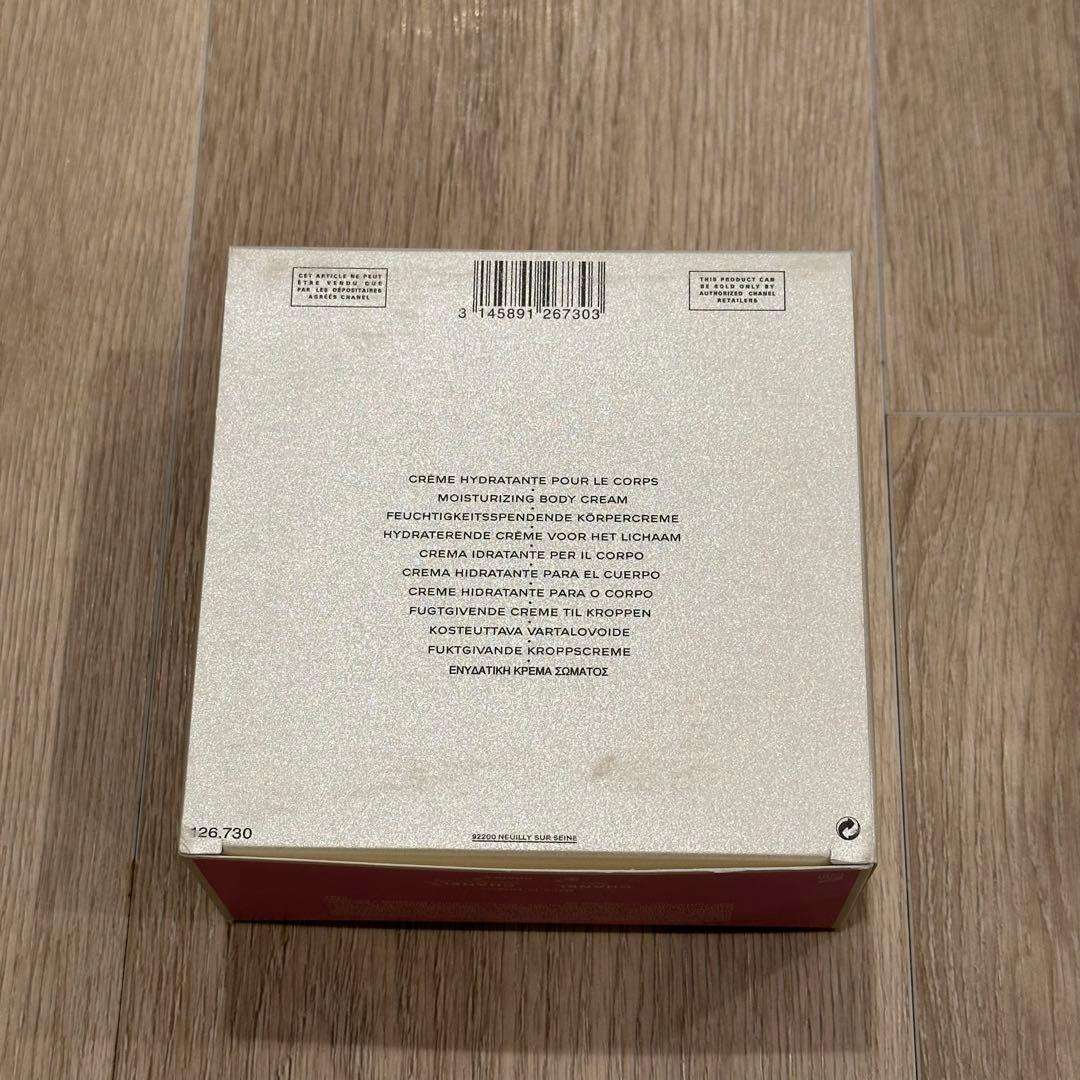 CET ARTICLE NE PEUT
ÊTRE VENDU QUE
PAR LES DÉPOSITAIRES
AGRÉÉS CHANEL
3 145891 267303
THIS PRODUCT CAN
BE SOLD ONLY BY
AUTHORIZED CHANEL
RETAILERS
CRÈME HYDRATANTE POUR LE CORPS
MOISTURIZING BODY CREAM
FEUCHTIGKEITSSPENDENDE KÖRPERCREME
HYDRATERENDE CRÈME VOOR HET LICHAAM
CREMA IDRATANTE PER IL CORPO
CREMA HIDRATANTE PARA EL CUERPO
CREME HIDRATANTE PARA O CORPO
FUGTGIVENDE CREME TIL KROPPEN
KOSTEUTTAVA VARTALOVOIDE
FUKTGIVANDE KROPPSCREME
ΕΝΥΔΑΤΙΚΗ ΚΡΕΜΑ ΣΩΜΑΤΟΣ
126.730
92200 NEUILLY SUR SEINE
CHANEL
CHANEL